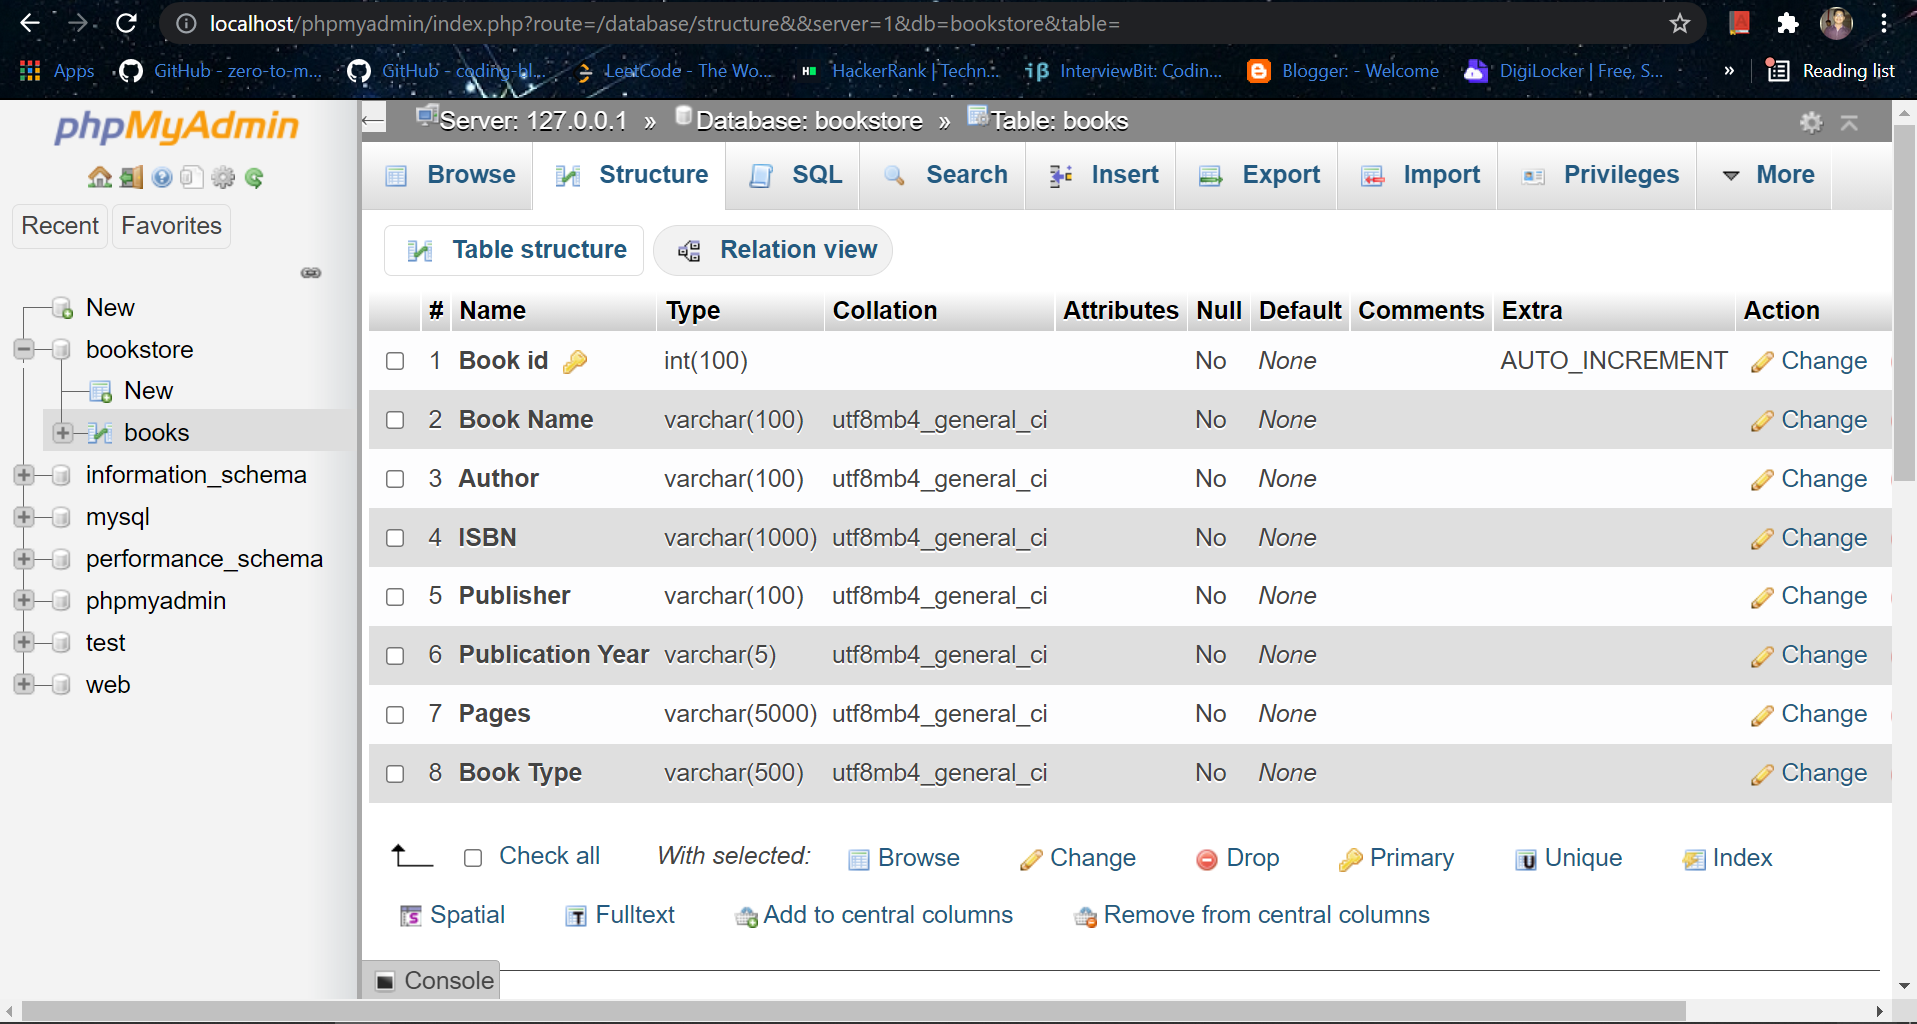 localhost/phpmyadmin/index.php?route=/database/structure&&server=1&db=bookstore&table=
Apps GitHub - zero-to-m... GitHub - coding-bl... LeetCode - The Wo... HackerRank | Techn... iβ InterviewBit: Codin... Blogger: - Welcome DigiLocker | Free, S... » Reading list
phpMyAdmin
Recent Favorites
New
bookstore
New
books
information_schema
mysql
performance_schema
phpmyadmin
test
web
Server: 127.0.0.1 » Database: bookstore » Table: books
Browse Structure SQL Search Insert Export Import Privileges More
Table structure Relation view
# Name Type Collation Attributes Null Default Comments Extra Action
1 Book id int(100) No None AUTO_INCREMENT Change
2 Book Name varchar(100) utf8mb4_general_ci No None Change
3 Author varchar(100) utf8mb4_general_ci No None Change
4 ISBN varchar(1000) utf8mb4_general_ci No None Change
5 Publisher varchar(100) utf8mb4_general_ci No None Change
6 Publication Year varchar(5) utf8mb4_general_ci No None Change
7 Pages varchar(5000) utf8mb4_general_ci No None Change
8 Book Type varchar(500) utf8mb4_general_ci No None Change
Check all With selected: Browse Change Drop Primary Unique Index
Spatial Fulltext Add to central columns Remove from central columns
Console